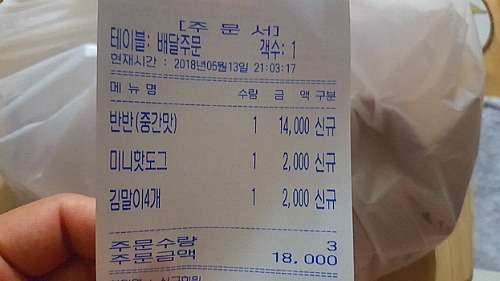 [주 문 서]
테이블: 배달주문 객수: 1
현재시간 : 2018년05월13일 21:03:17
메 뉴 명 수량 금 액 구분
반반(중간맛) 1 14,000 신규
미니핫도그 1 2,000 신규
김말이4개 1 2,000 신규
주문수량 3
주문금액 18,000